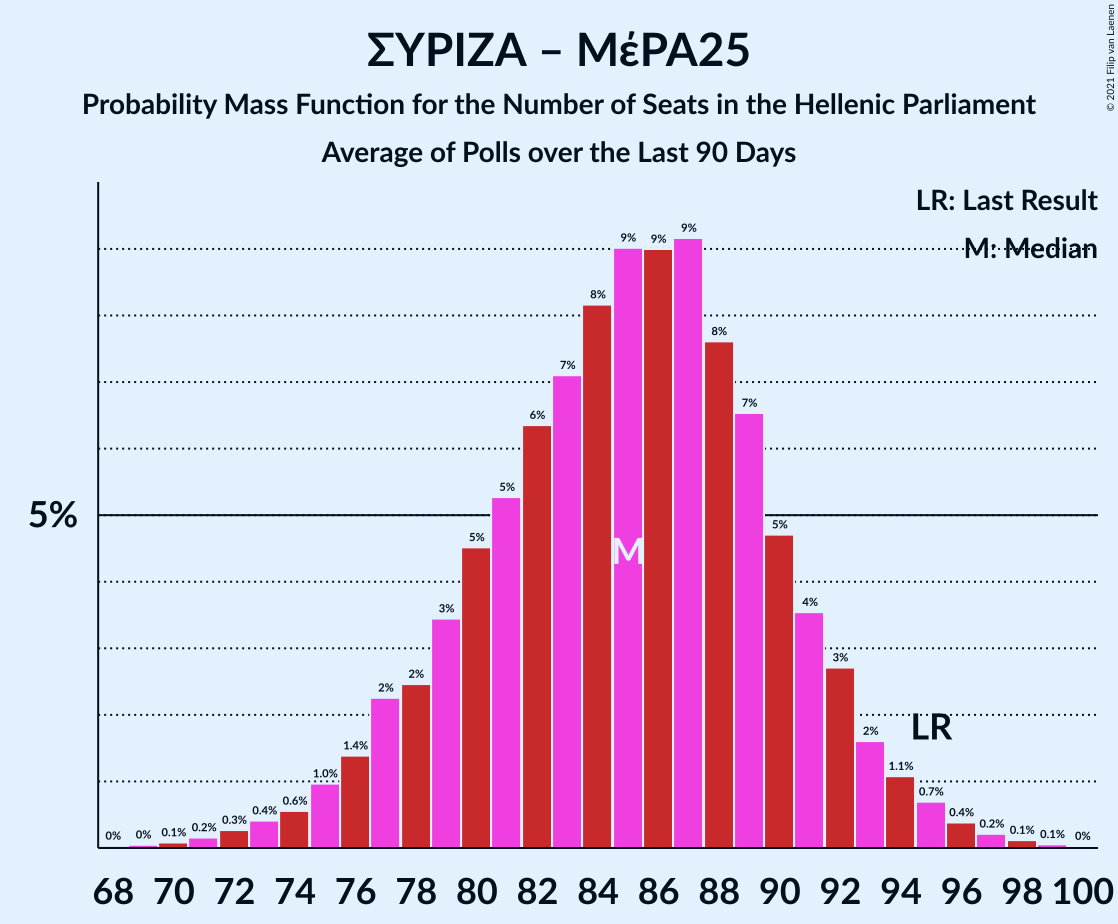 ΣΥΡΙΖΑ – ΜέΡΑ25
Probability Mass Function for the Number of Seats in the Hellenic Parliament
Average of Polls over the Last 90 Days
© 2021 Filip van Laenen
LR: Last Result
M: Median
5%
0% 0% 0.1% 0.2% 0.3% 0.4% 0.6% 1.0% 1.4% 2% 2% 3% 5% 5% 6% 7% 8% 9% 9% 9% 8% 7% 5% 4% 3% 2% 1.1% 0.7% 0.4% 0.2% 0.1% 0.1% 0%
M
LR
68 70 72 74 76 78 80 82 84 86 88 90 92 94 96 98 100